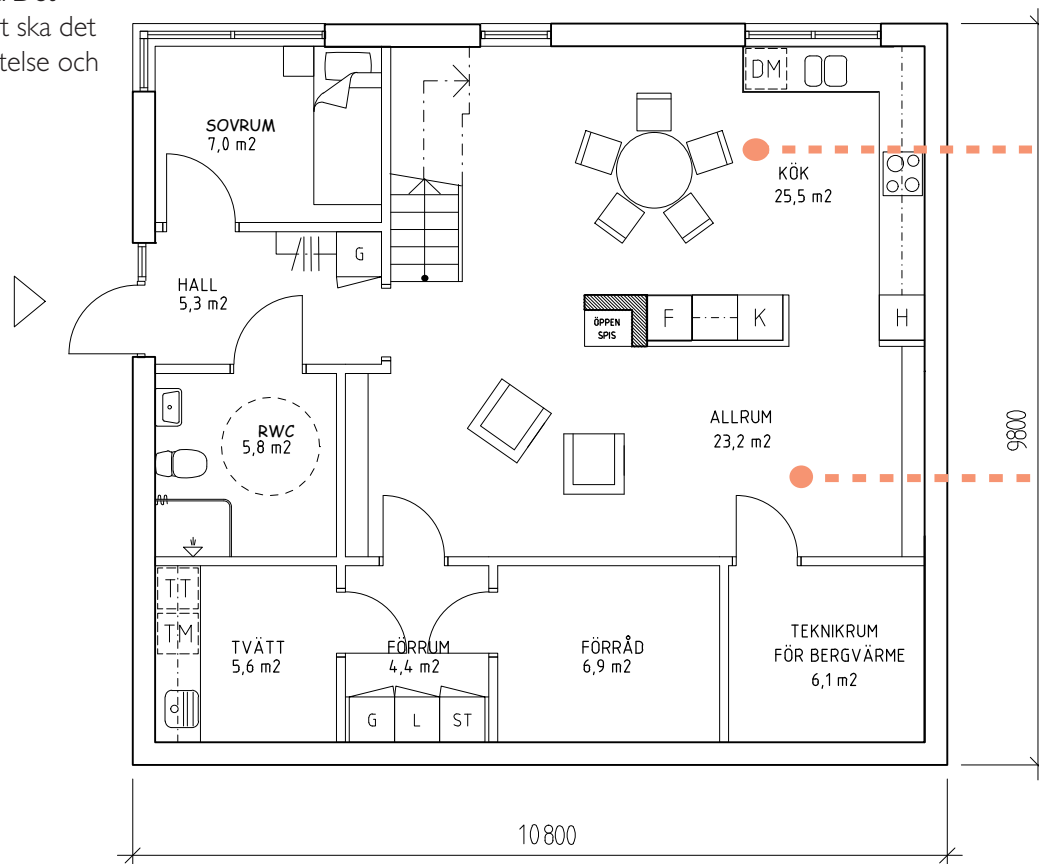 t ska det
telse och
DM
SOVRUM
7,0 m2
KÖK
25,5 m2
G
HALL
5,3 m2
ÖPPEN
SPIS
F
K
H
ALLRUM
23,2 m2
9800
RWC
5,8 m2
TT
TM
TVÄTT
5,6 m2
FÖRRUM
4,4 m2
FÖRRÅD
6,9 m2
TEKNIKRUM
FÖR BERGVÄRME
6,1 m2
G
L
ST
10800